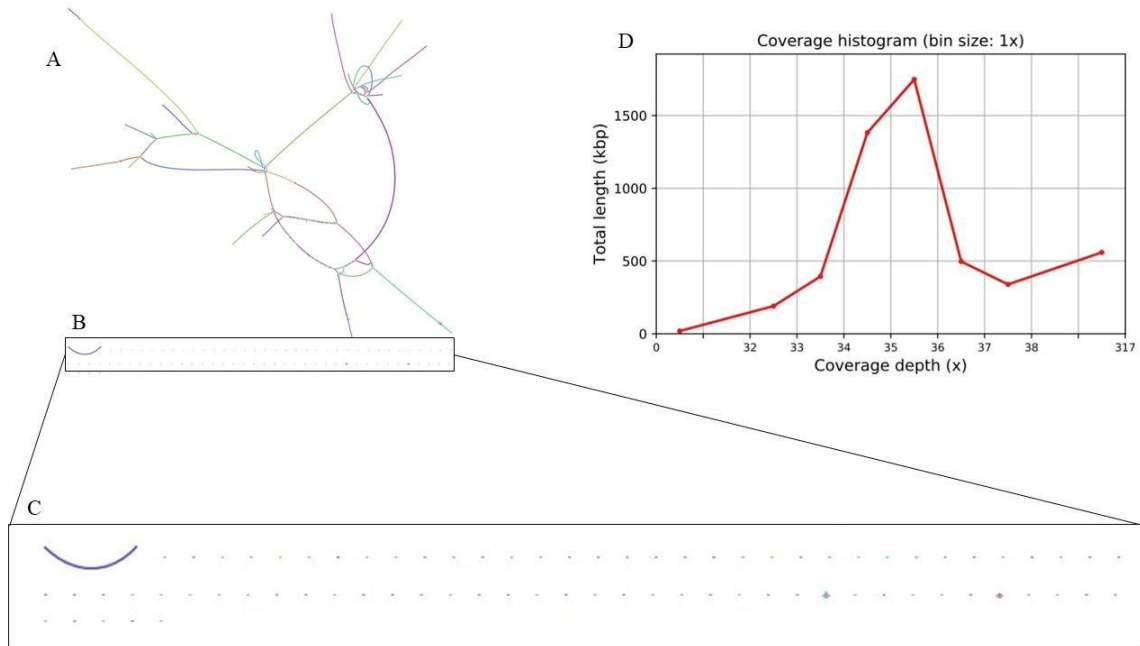 A
B
C
D
Coverage histogram (bin size: 1x)
Total length (kbp)
1500
1000
500
0
0 32 33 34 35 36 37 38 317
Coverage depth (x)